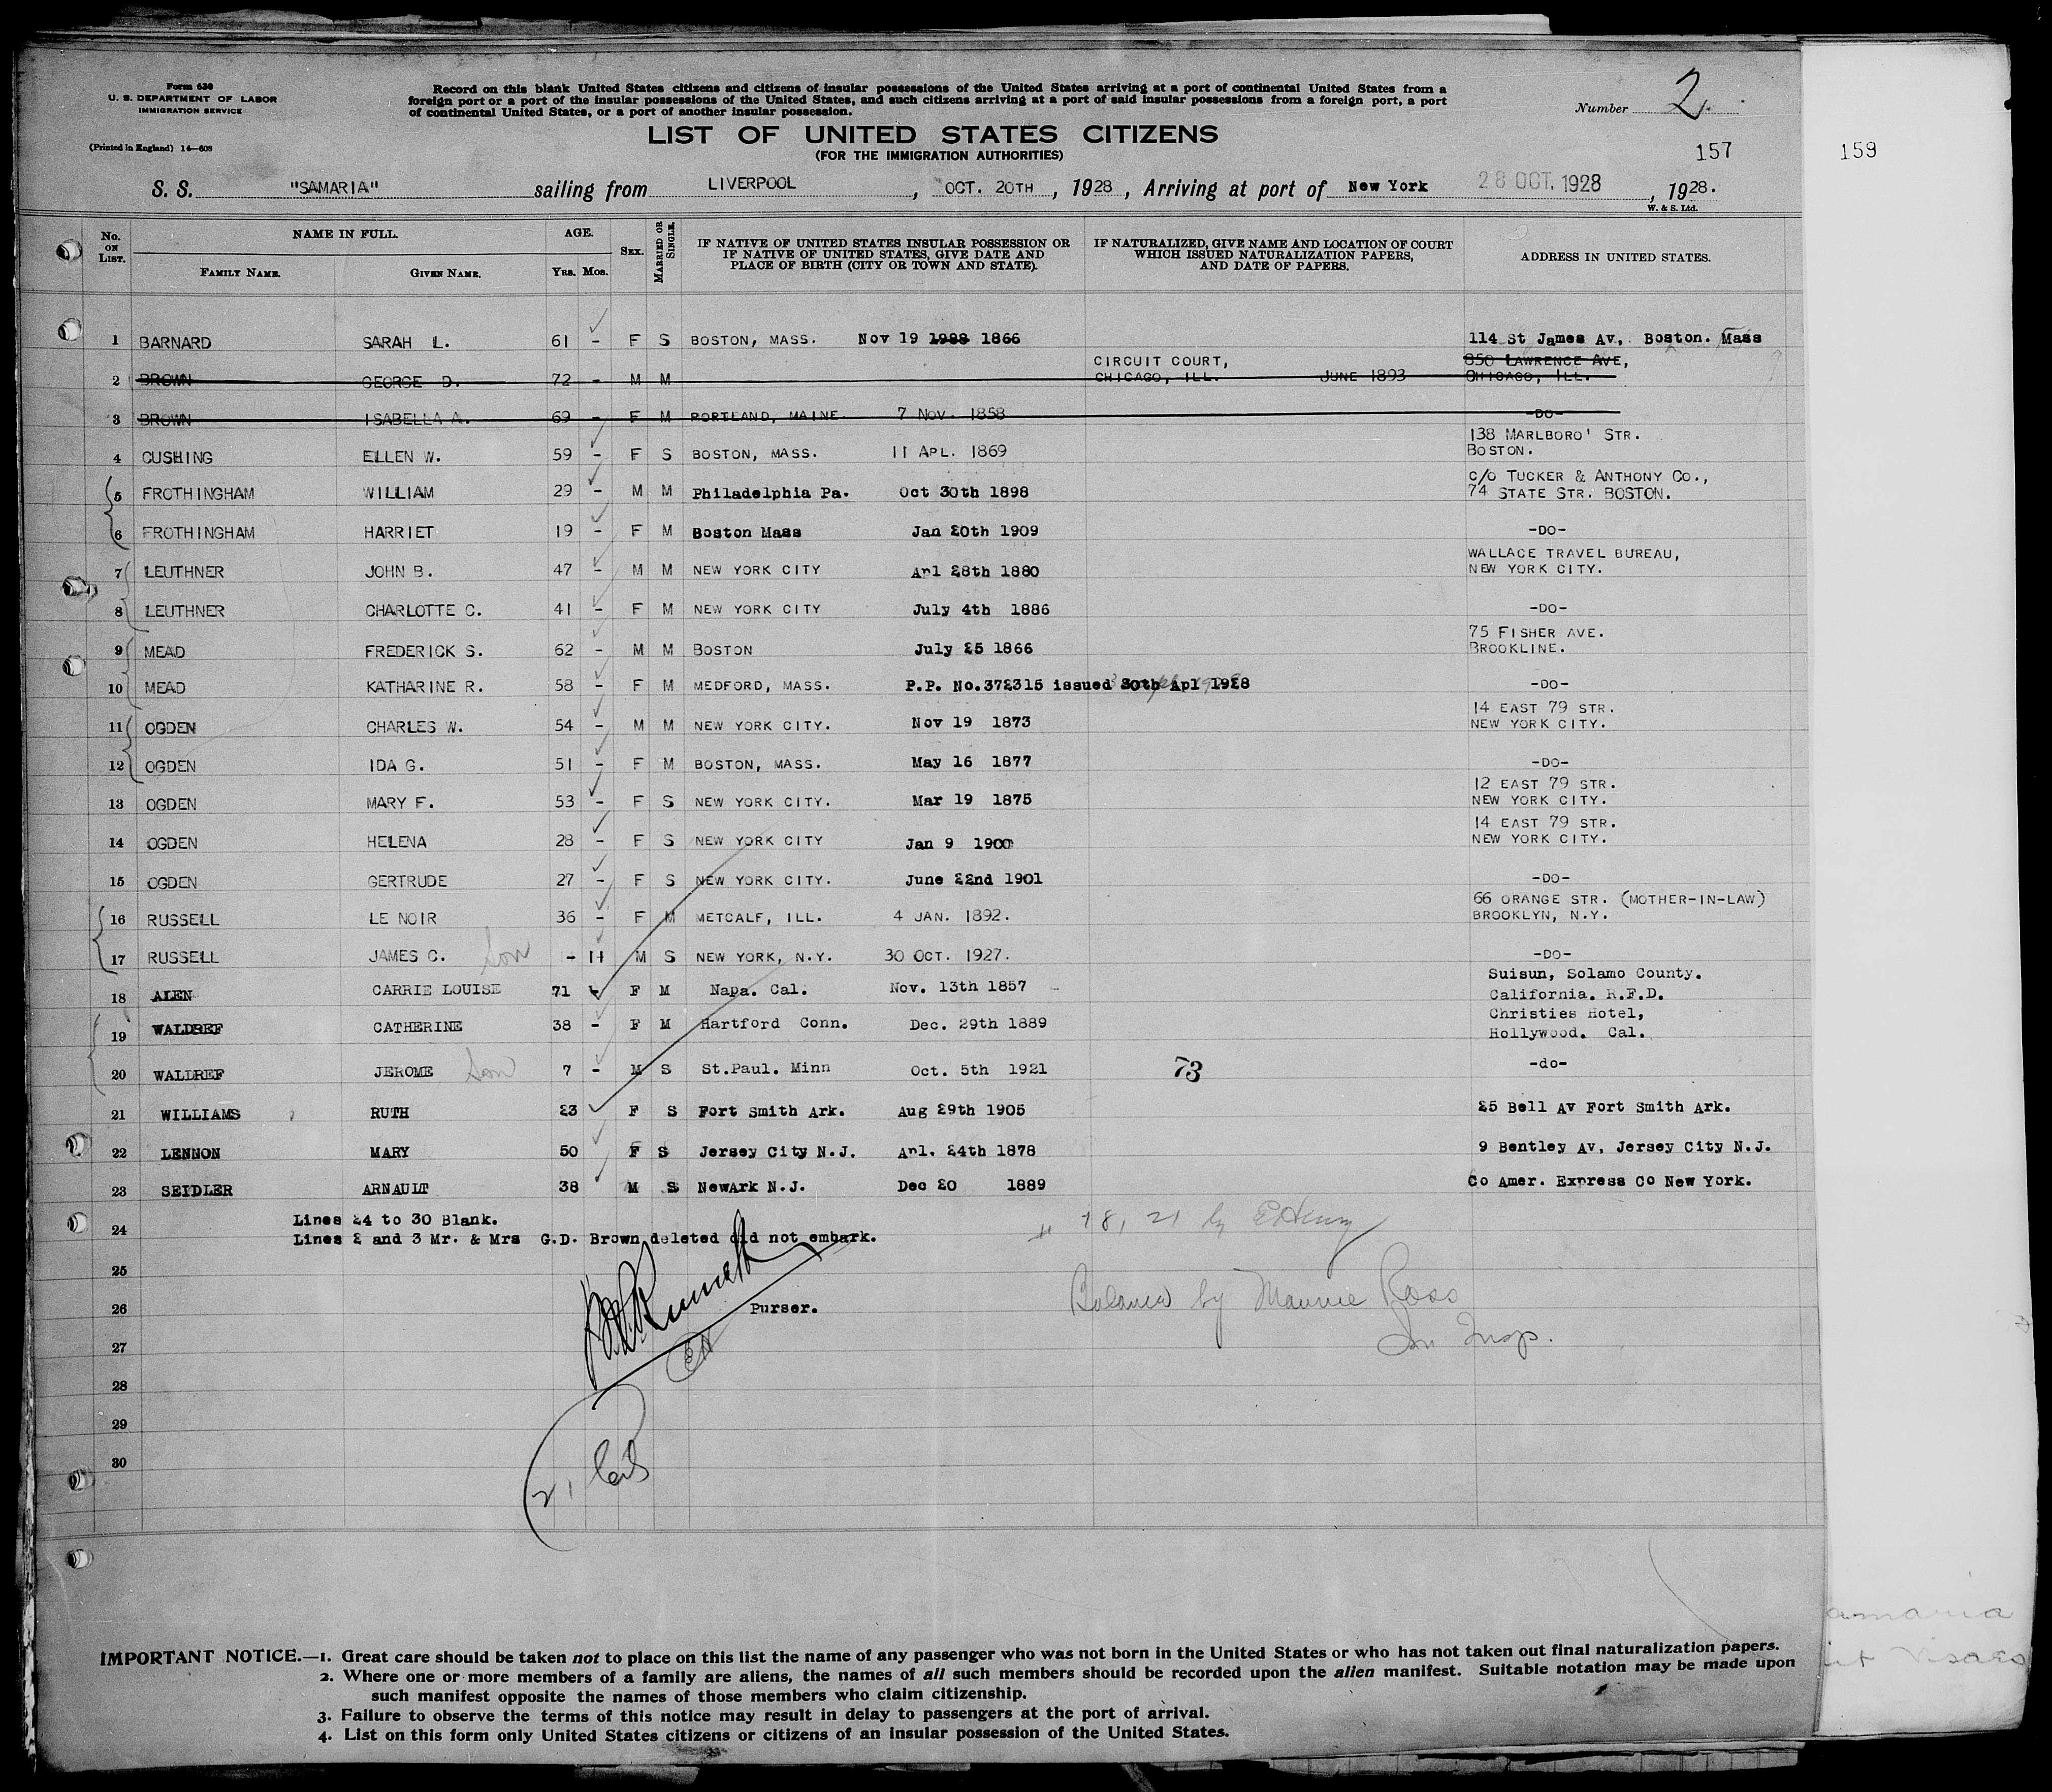 Form 630
U. S. DEPARTMENT OF LABOR
IMMIGRATION SERVICE
(Printed in England) 14—608
Record on this blank United States citizens and citizens of insular possessions of the United States arriving at a port of continental United States from a
foreign port or a port of the insular possessions of the United States, and such citizens arriving at a port of said insular possessions from a foreign port, a port
of continental United States, or a port of another insular possession.
Number 2
LIST OF UNITED STATES CITIZENS
(FOR THE IMMIGRATION AUTHORITIES)
157
159
S. S. "SAMARIA" sailing from LIVERPOOL, OCT. 20TH, 1928, Arriving at port of New York 28 OCT. 1928, 1928.
W. & S. Ltd.
No. ON LIST. NAME IN FULL. FAMILY NAME. GIVEN NAME. AGE. YRS. MOS. SEX. MARRIED OR SINGLE. IF NATIVE OF UNITED STATES INSULAR POSSESSION OR IF NATIVE OF UNITED STATES, GIVE DATE AND PLACE OF BIRTH (CITY OR TOWN AND STATE). IF NATURALIZED, GIVE NAME AND LOCATION OF COURT WHICH ISSUED NATURALIZATION PAPERS, AND DATE OF PAPERS. ADDRESS IN UNITED STATES.
1 BARNARD SARAH L. 61 - F S BOSTON, MASS. Nov 19 1988 1866 114 St James Av, Boston. Mass
2 BROWN GEORGE D. 72 - M M CIRCUIT COURT, CHICAGO, ILL. JUNE 1893 850 LAWRENCE AVE, CHICAGO, ILL.
3 BROWN ISABELLA A. 69 - F M PORTLAND, MAINE 7 NOV. 1858 -DO-
4 CUSHING ELLEN W. 59 - F S BOSTON, MASS. 11 APL. 1869 138 MARLBORO' STR. BOSTON.
5 FROTHINGHAM WILLIAM 29 - M M Philadelphia Pa. Oct 30th 1898 C/O TUCKER & ANTHONY CO., 74 STATE STR. BOSTON.
6 FROTHINGHAM HARRIET 19 - F M Boston Mass Jan 20th 1909 -DO-
7 LEUTHNER JOHN B. 47 - M M NEW YORK CITY Apl 28th 1880 WALLACE TRAVEL BUREAU, NEW YORK CITY.
8 LEUTHNER CHARLOTTE C. 41 - F M NEW YORK CITY July 4th 1886 -DO-
9 MEAD FREDERICK S. 62 - M M BOSTON July 25 1866 75 FISHER AVE. BROOKLINE.
10 MEAD KATHARINE R. 58 - F M MEDFORD, MASS. P.P. No.372315 issued 30th Apl 1928 -DO-
11 OGDEN CHARLES W. 54 - M M NEW YORK CITY. Nov 19 1873 14 EAST 79 STR. NEW YORK CITY.
12 OGDEN IDA G. 51 - F M BOSTON, MASS. May 16 1877 -DO-
13 OGDEN MARY F. 53 - F S NEW YORK CITY. Mar 19 1875 12 EAST 79 STR. NEW YORK CITY.
14 OGDEN HELENA 28 - F S NEW YORK CITY Jan 9 1900 14 EAST 79 STR. NEW YORK CITY.
15 OGDEN GERTRUDE 27 - F S NEW YORK CITY. June 22nd 1901 -DO-
16 RUSSELL LE NOIR 36 - F M METCALF, ILL. 4 JAN. 1892. 66 ORANGE STR. (MOTHER-IN-LAW) BROOKLYN, N.Y.
17 RUSSELL JAMES C. Son - 11 M S NEW YORK, N.Y. 30 OCT. 1927. -DO-
18 ALEN CARRIE LOUISE 71 - F M Napa. Cal. Nov. 13th 1857 Suisun, Solamo County. California. R.F.D.
19 WALDREF CATHERINE 38 - F M Hartford Conn. Dec. 29th 1889 Christies Hotel, Hollywood. Cal.
20 WALDREF JEROME Son 7 - M S St.Paul. Minn Oct. 5th 1921 73 -do-
21 WILLIAMS RUTH 23 F S Fort Smith Ark. Aug 29th 1905 25 Bell Av Fort Smith Ark.
22 LENNON MARY 50 F S Jersey City N.J. Apl. 24th 1878 9 Bentley Av, Jersey City N.J.
23 SEIDLER ARNAULT 38 M S NewArk N.J. Dec 20 1889 Co Amer. Express Co New York.
24 Lines 24 to 30 Blank.
Lines 2 and 3 Mr. & Mrs G.D. Brown deleted did not embark.
18, 21 by EHenry
25
26 Purser.
Balance by Maurice Ross
27 Im Insp.
28
29
30
IMPORTANT NOTICE.—1. Great care should be taken not to place on this list the name of any passenger who was not born in the United States or who has not taken out final naturalization papers.
2. Where one or more members of a family are aliens, the names of all such members should be recorded upon the alien manifest. Suitable notation may be made upon
such manifest opposite the names of those members who claim citizenship.
3. Failure to observe the terms of this notice may result in delay to passengers at the port of arrival.
4. List on this form only United States citizens or citizens of an insular possession of the United States.